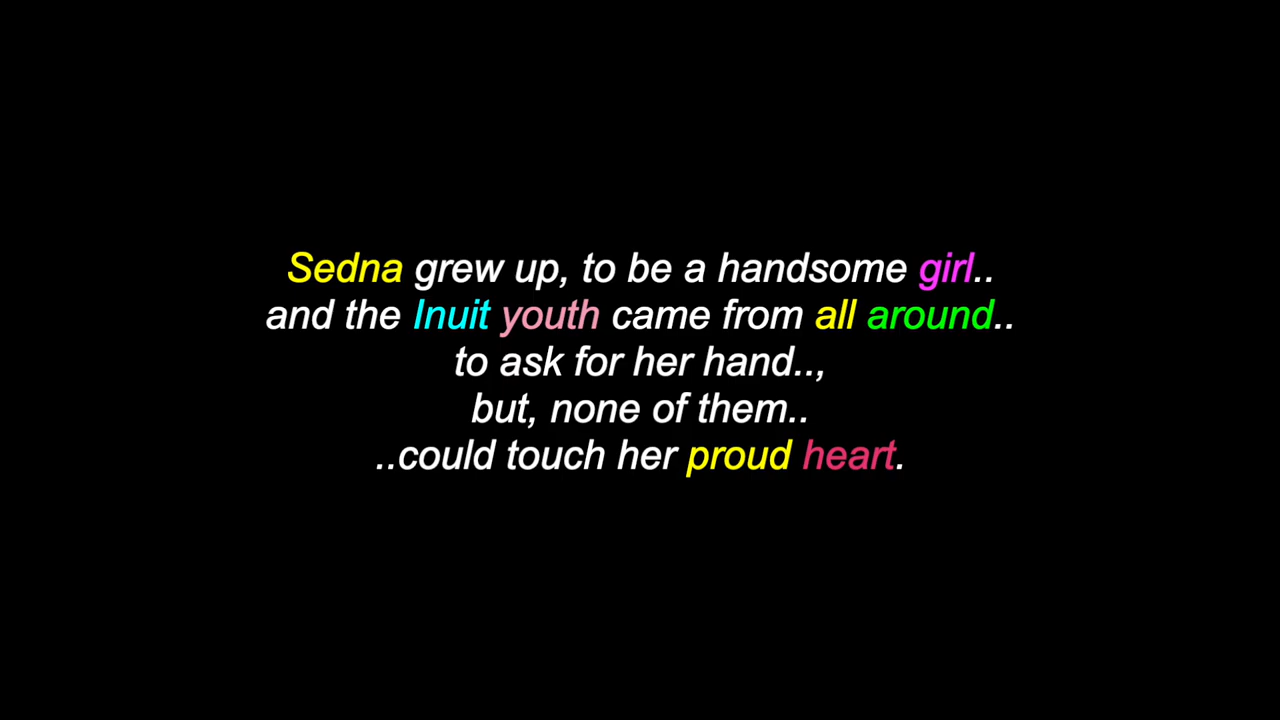 Sedna grew up, to be a handsome girl..
and the Inuit youth came from all around..
to ask for her hand..,
but, none of them..
..could touch her proud heart.